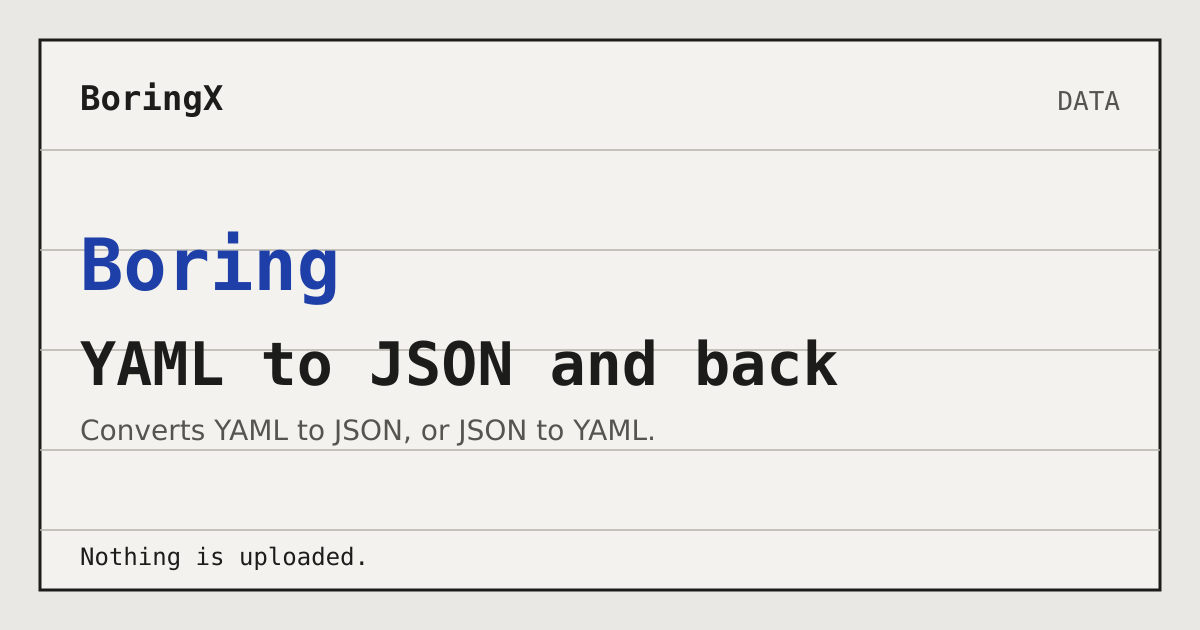 BoringX
DATA
Boring
YAML to JSON and back
Converts YAML to JSON, or JSON to YAML.
Nothing is uploaded.